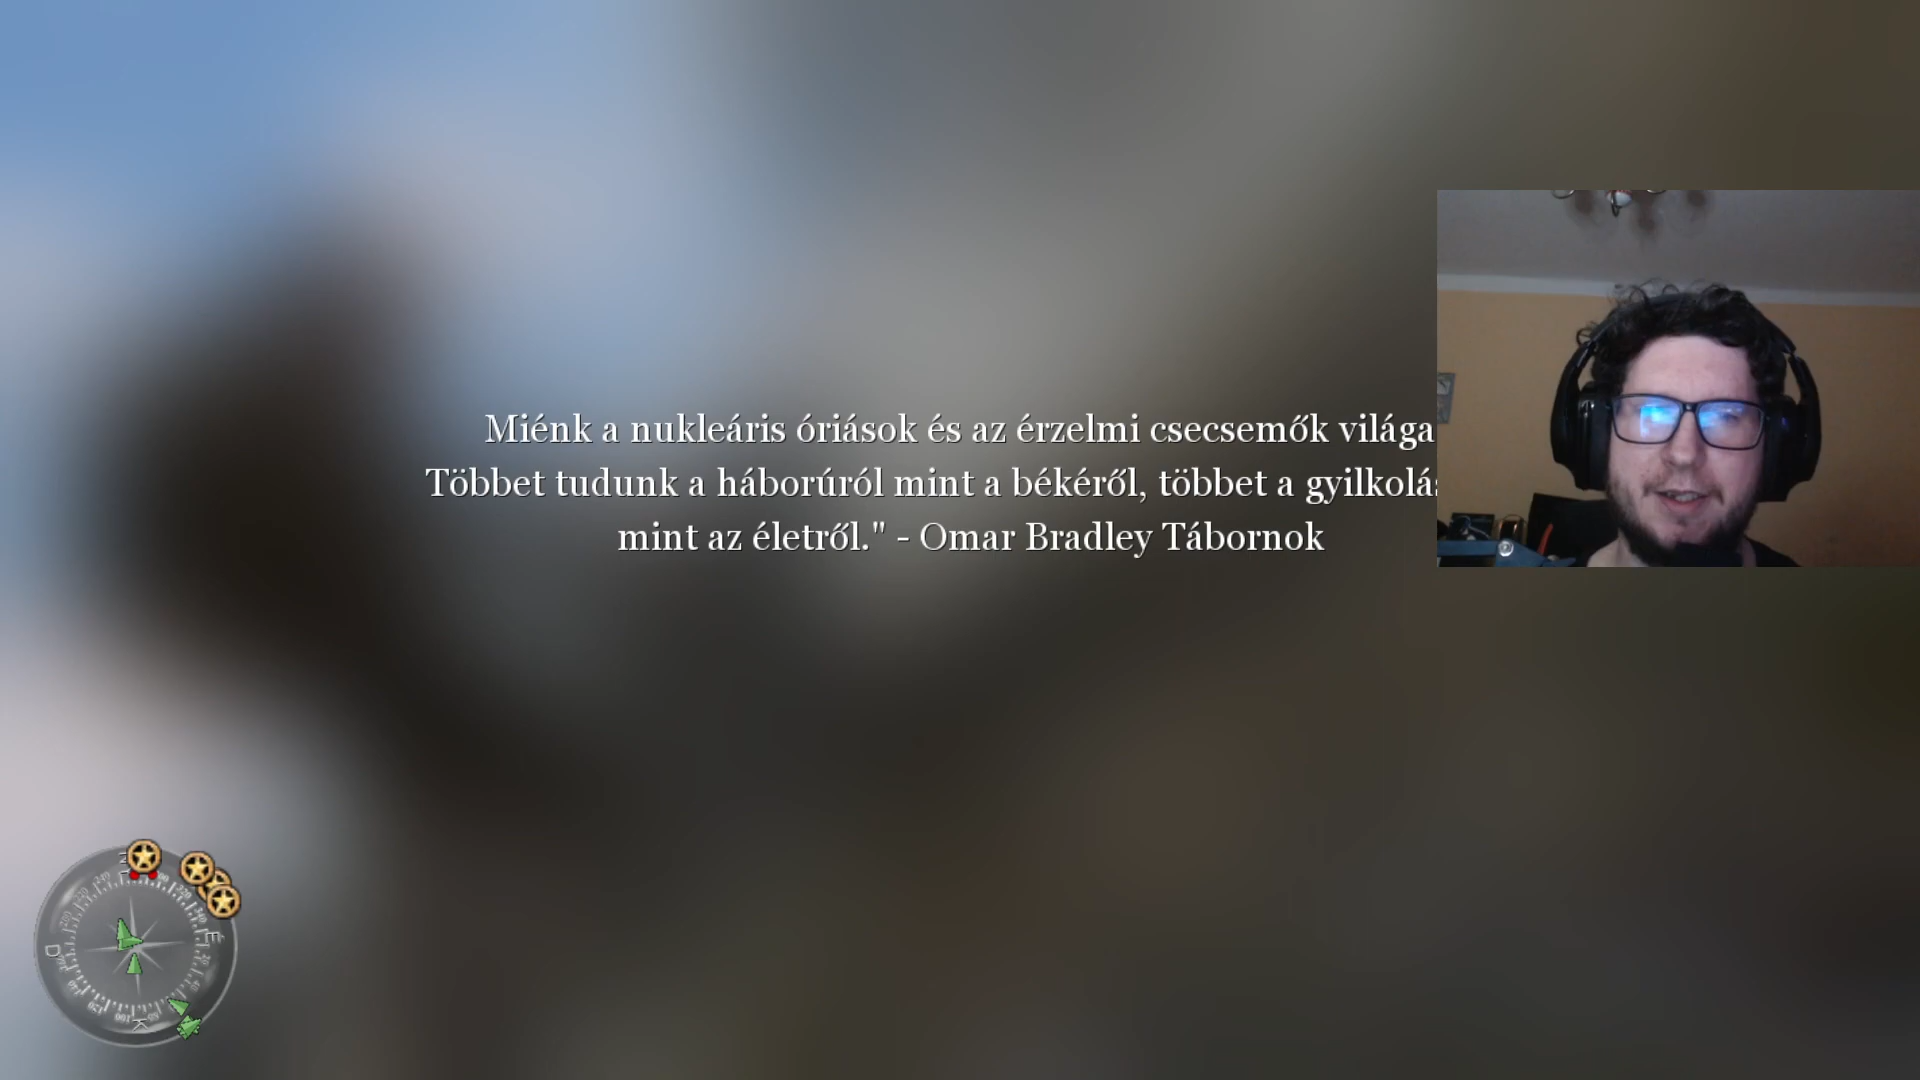 Miénk a nukleáris óriások és az érzelmi csecsemők világa
Többet tudunk a háborúról mint a békéről, többet a
mint az életről." - Omar Bradley Tábornok
D
É
K